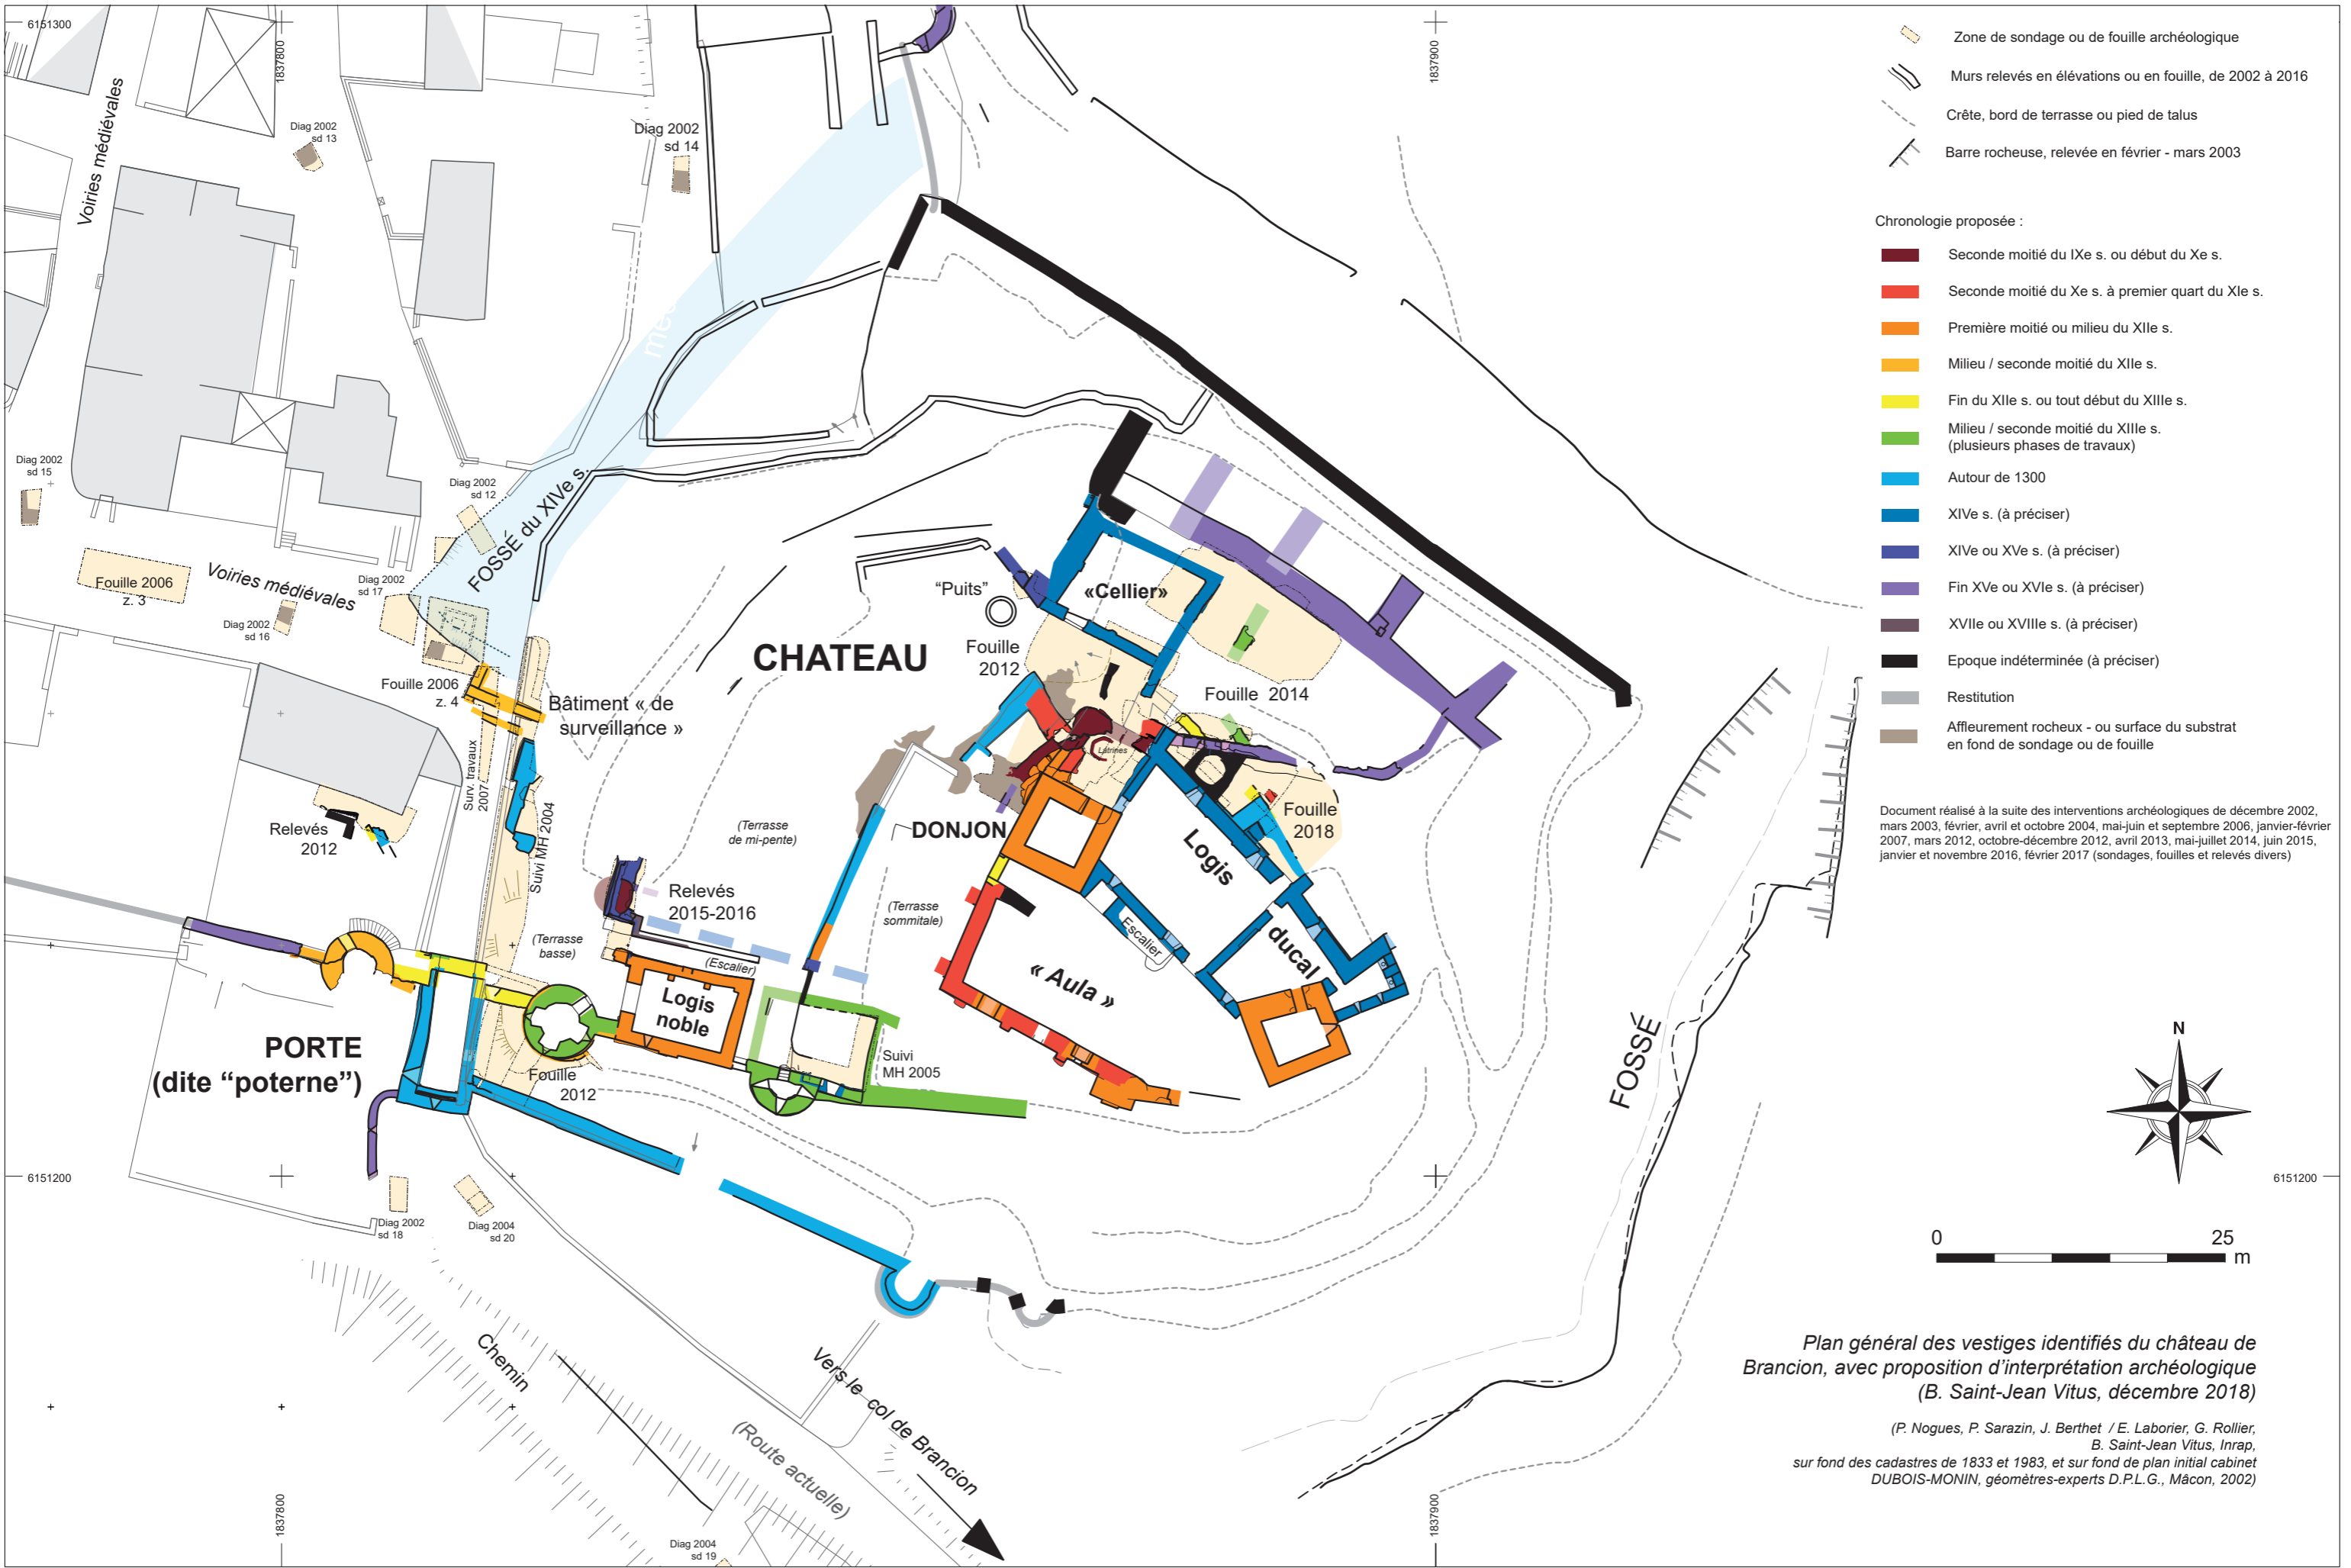 6151300
1837800
1837900
Voiries médiévales
Diag 2002
sd 13
Diag 2002
sd 14
Diag 2002
sd 15
Diag 2002
sd 12
FOSSÉ du XIVe s.
Fouille 2006
z. 3
Voiries médiévales
Diag 2002
sd 17
Diag 2002
sd 16
Fouille 2006
z. 4
Bâtiment « de
surveillance »
Surv. travaux
2007
Suivi MH 2004
Relevés
2012
CHATEAU
“Puits”
«Cellier»
Fouille
2012
Fouille 2014
Latrines
Fouille
2018
DONJON
(Terrasse
de mi-pente)
(Terrasse
sommitale)
Logis
ducal
Escalier
« Aula »
Relevés
2015-2016
(Terrasse
basse)
(Escalier)
Logis
noble
Suivi
MH 2005
Fouille
2012
PORTE
(dite “poterne”)
Diag 2002
sd 18
Diag 2004
sd 20
Diag 2004
sd 19
Chemin
(Route actuelle)
Vers le col de Brancion
FOSSÉ
6151200
6151200
1837800
1837900
Zone de sondage ou de fouille archéologique
Murs relevés en élévations ou en fouille, de 2002 à 2016
Crête, bord de terrasse ou pied de talus
Barre rocheuse, relevée en février - mars 2003
Chronologie proposée :
Seconde moitié du IXe s. ou début du Xe s.
Seconde moitié du Xe s. à premier quart du XIe s.
Première moitié ou milieu du XIIe s.
Milieu / seconde moitié du XIIe s.
Fin du XIIe s. ou tout début du XIIIe s.
Milieu / seconde moitié du XIIIe s.
(plusieurs phases de travaux)
Autour de 1300
XIVe s. (à préciser)
XIVe ou XVe s. (à préciser)
Fin XVe ou XVIe s. (à préciser)
XVIIe ou XVIIIe s. (à préciser)
Epoque indéterminée (à préciser)
Restitution
Affleurement rocheux - ou surface du substrat
en fond de sondage ou de fouille
Document réalisé à la suite des interventions archéologiques de décembre 2002,
mars 2003, février, avril et octobre 2004, mai-juin et septembre 2006, janvier-février
2007, mars 2012, octobre-décembre 2012, avril 2013, mai-juillet 2014, juin 2015,
janvier et novembre 2016, février 2017 (sondages, fouilles et relevés divers)
N
0 25
m
Plan général des vestiges identifiés du château de
Brancion, avec proposition d’interprétation archéologique
(B. Saint-Jean Vitus, décembre 2018)
(P. Nogues, P. Sarazin, J. Berthet / E. Laborier, G. Rollier,
B. Saint-Jean Vitus, Inrap,
sur fond des cadastres de 1833 et 1983, et sur fond de plan initial cabinet
DUBOIS-MONIN, géomètres-experts D.P.L.G., Mâcon, 2002)